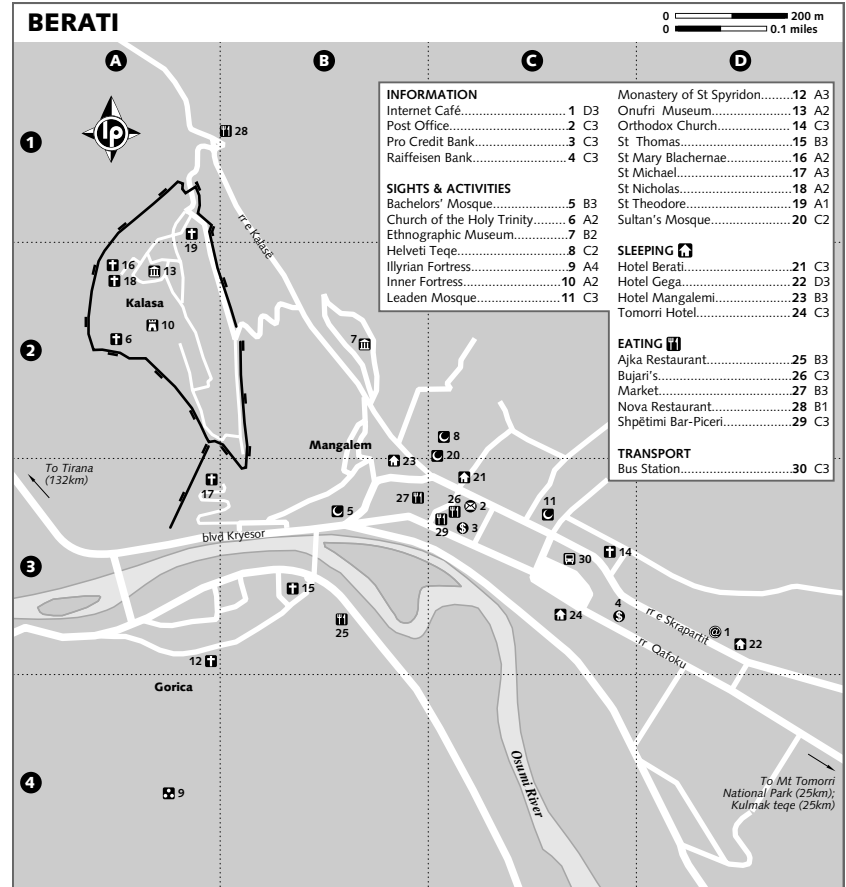 BERATI
0 200 m
0 0.1 miles
A B C D
INFORMATION
Internet Café 1 D3
Post Office 2 C3
Pro Credit Bank 3 C3
Raiffeisen Bank 4 C3
SIGHTS & ACTIVITIES
Bachelors' Mosque 5 B3
Church of the Holy Trinity 6 A2
Ethnographic Museum 7 B2
Helveti Teqe 8 C2
Illyrian Fortress 9 A4
Inner Fortress 10 A2
Leaden Mosque 11 C3
Monastery of St Spyridon 12 A3
Onufri Museum 13 A2
Orthodox Church 14 C3
St Thomas 15 B3
St Mary Blachernae 16 A2
St Michael 17 A3
St Nicholas 18 A2
St Theodore 19 A1
Sultan's Mosque 20 C2
SLEEPING
Hotel Berati 21 C3
Hotel Gega 22 D3
Hotel Mangalemi 23 B3
Tomorri Hotel 24 C3
EATING
Ajka Restaurant 25 B3
Bujari's 26 C3
Market 27 B3
Nova Restaurant 28 B1
Shpëtimi Bar-Piceri 29 C3
TRANSPORT
Bus Station 30 C3
lp
1
28
rr e Kalasë
19
16
13
18
Kalasa
10
6
2
7
8
Mangalem
20
23
21
To Tirana
(132km)
17
27
26
2
11
5
29
3
blvd Kryesor
30
14
3
15
25
24
4
rr e Skrapartit
1
22
rr Qafoku
12
Gorica
4
9
Osumi River
To Mt Tomorri
National Park (25km);
Kulmak teqe (25km)